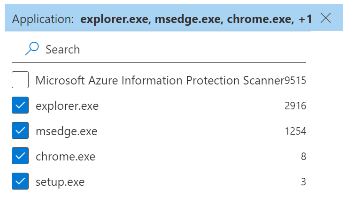 Application: explorer.exe, msedge.exe, chrome.exe, +1
Search
Microsoft Azure Information Protection Scanner 9515
explorer.exe 2916
msedge.exe 1254
chrome.exe 8
setup.exe 3